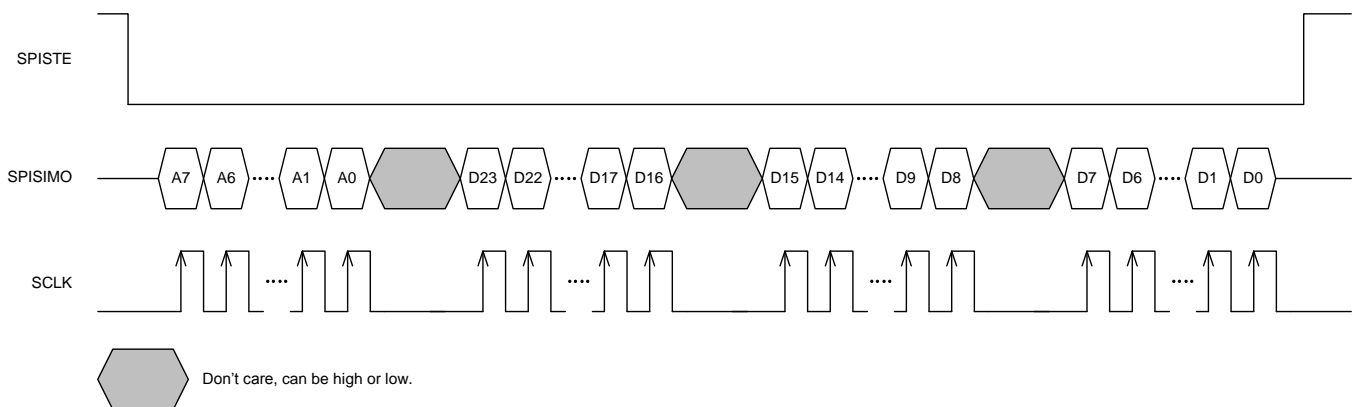 SPISTE
SPISIMO A7 A6 A1 A0 D23 D22 D17 D16 D15 D14 D9 D8 D7 D6 D1 D0
SCLK
Don't care, can be high or low.